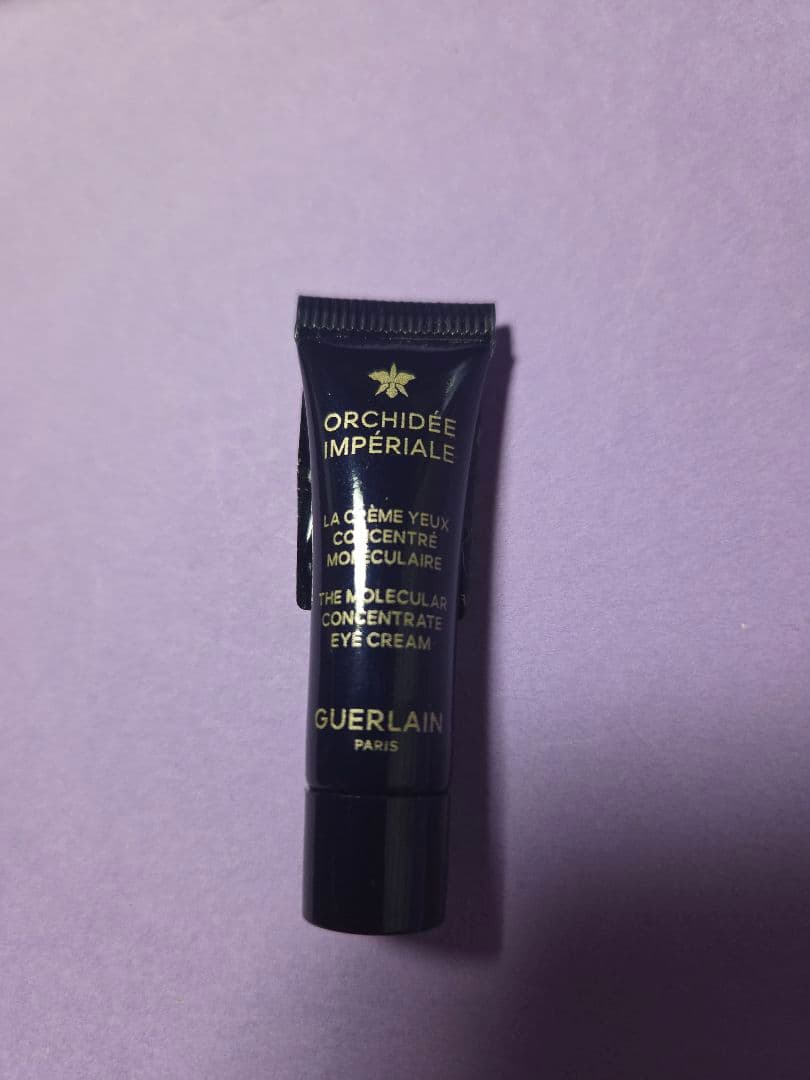 ORCHIDÉE
IMPÉRIALE
LA CRÈME YEUX
CONCENTRÉ
MOLÉCULAIRE
THE MOLECULAR
CONCENTRATE
EYE CREAM
GUERLAIN
PARIS